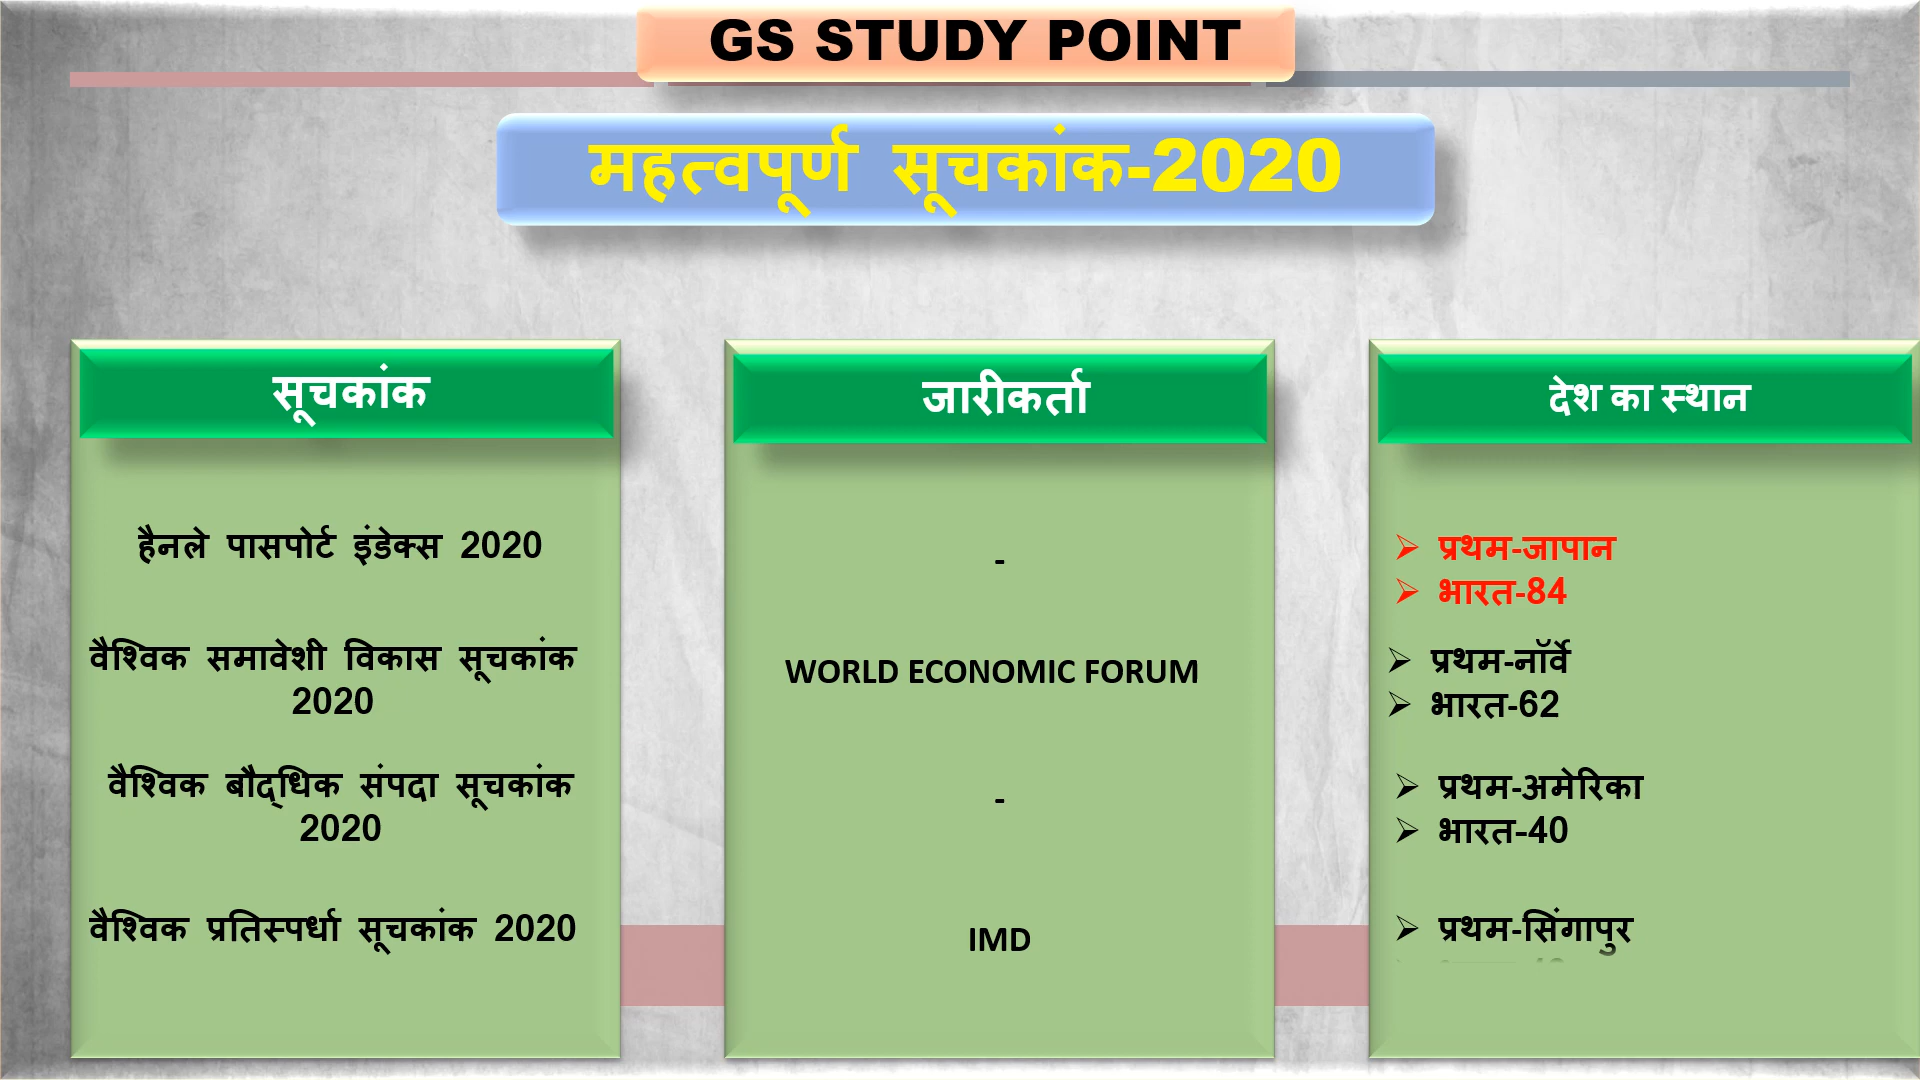 GS STUDY POINT
महत्वपूर्ण सूचकांक-2020
सूचकांक
जारीकर्ता
देश का स्थान
हैनले पासपोर्ट इंडेक्स 2020
-
➢ प्रथम-जापान
➢ भारत-84
वैश्विक समावेशी विकास सूचकांक
2020
WORLD ECONOMIC FORUM
➢ प्रथम-नॉर्वे
➢ भारत-62
वैश्विक बौद्धिक संपदा सूचकांक
2020
-
➢ प्रथम-अमेरिका
➢ भारत-40
वैश्विक प्रतिस्पर्धा सूचकांक 2020
IMD
➢ प्रथम-सिंगापुर